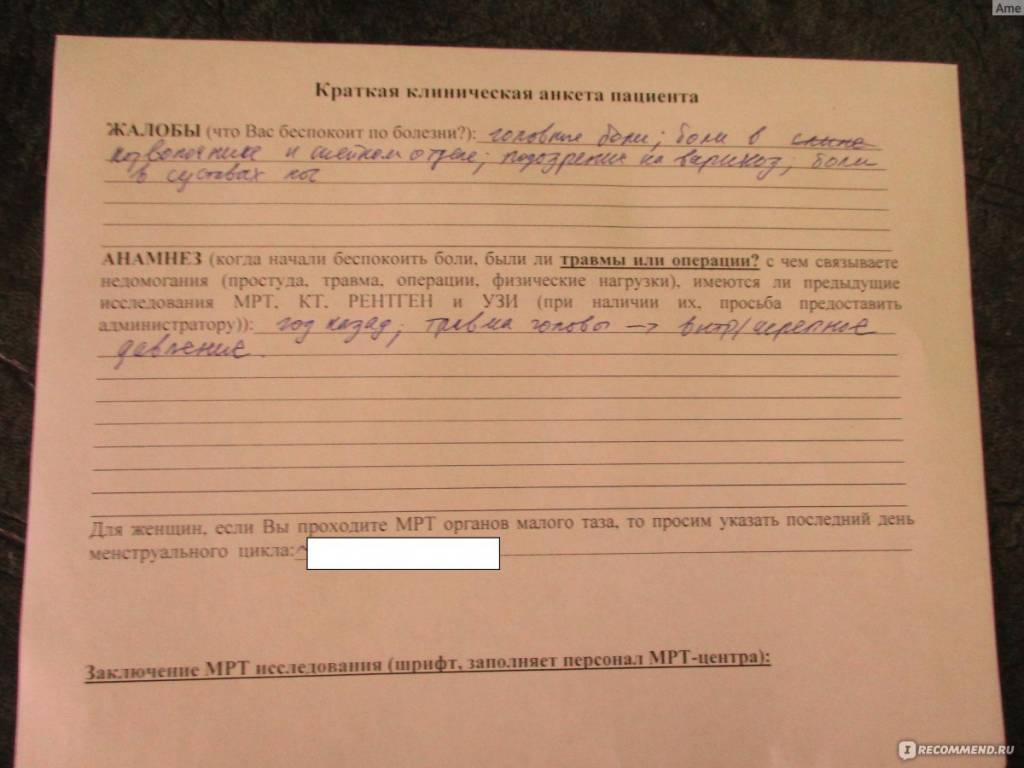 Ame
Краткая клиническая анкета пациента
ЖАЛОБЫ (что Вас беспокоит по болезни?): головные боли; боли в спине
позвоночнике и шейном отделе; подозрение на варикоз; боли
в суставах ног
АНАМНЕЗ (когда начали беспокоить боли, были ли травмы или операции? с чем связываете
недомогания (простуда, травма, операции, физические нагрузки), имеются ли предыдущие
исследования МРТ, КТ, РЕНТГЕН и УЗИ (при наличии их, просьба предоставить
администратору)): год назад; травма головы → внтр/черепное
давление.
Для женщин, если Вы проходите МРТ органов малого таза, то просим указать последний день
менструального цикла:
Заключение МРТ исследования (шрифт, заполняет персонал МРТ-центра):
IRECOMMEND.RU